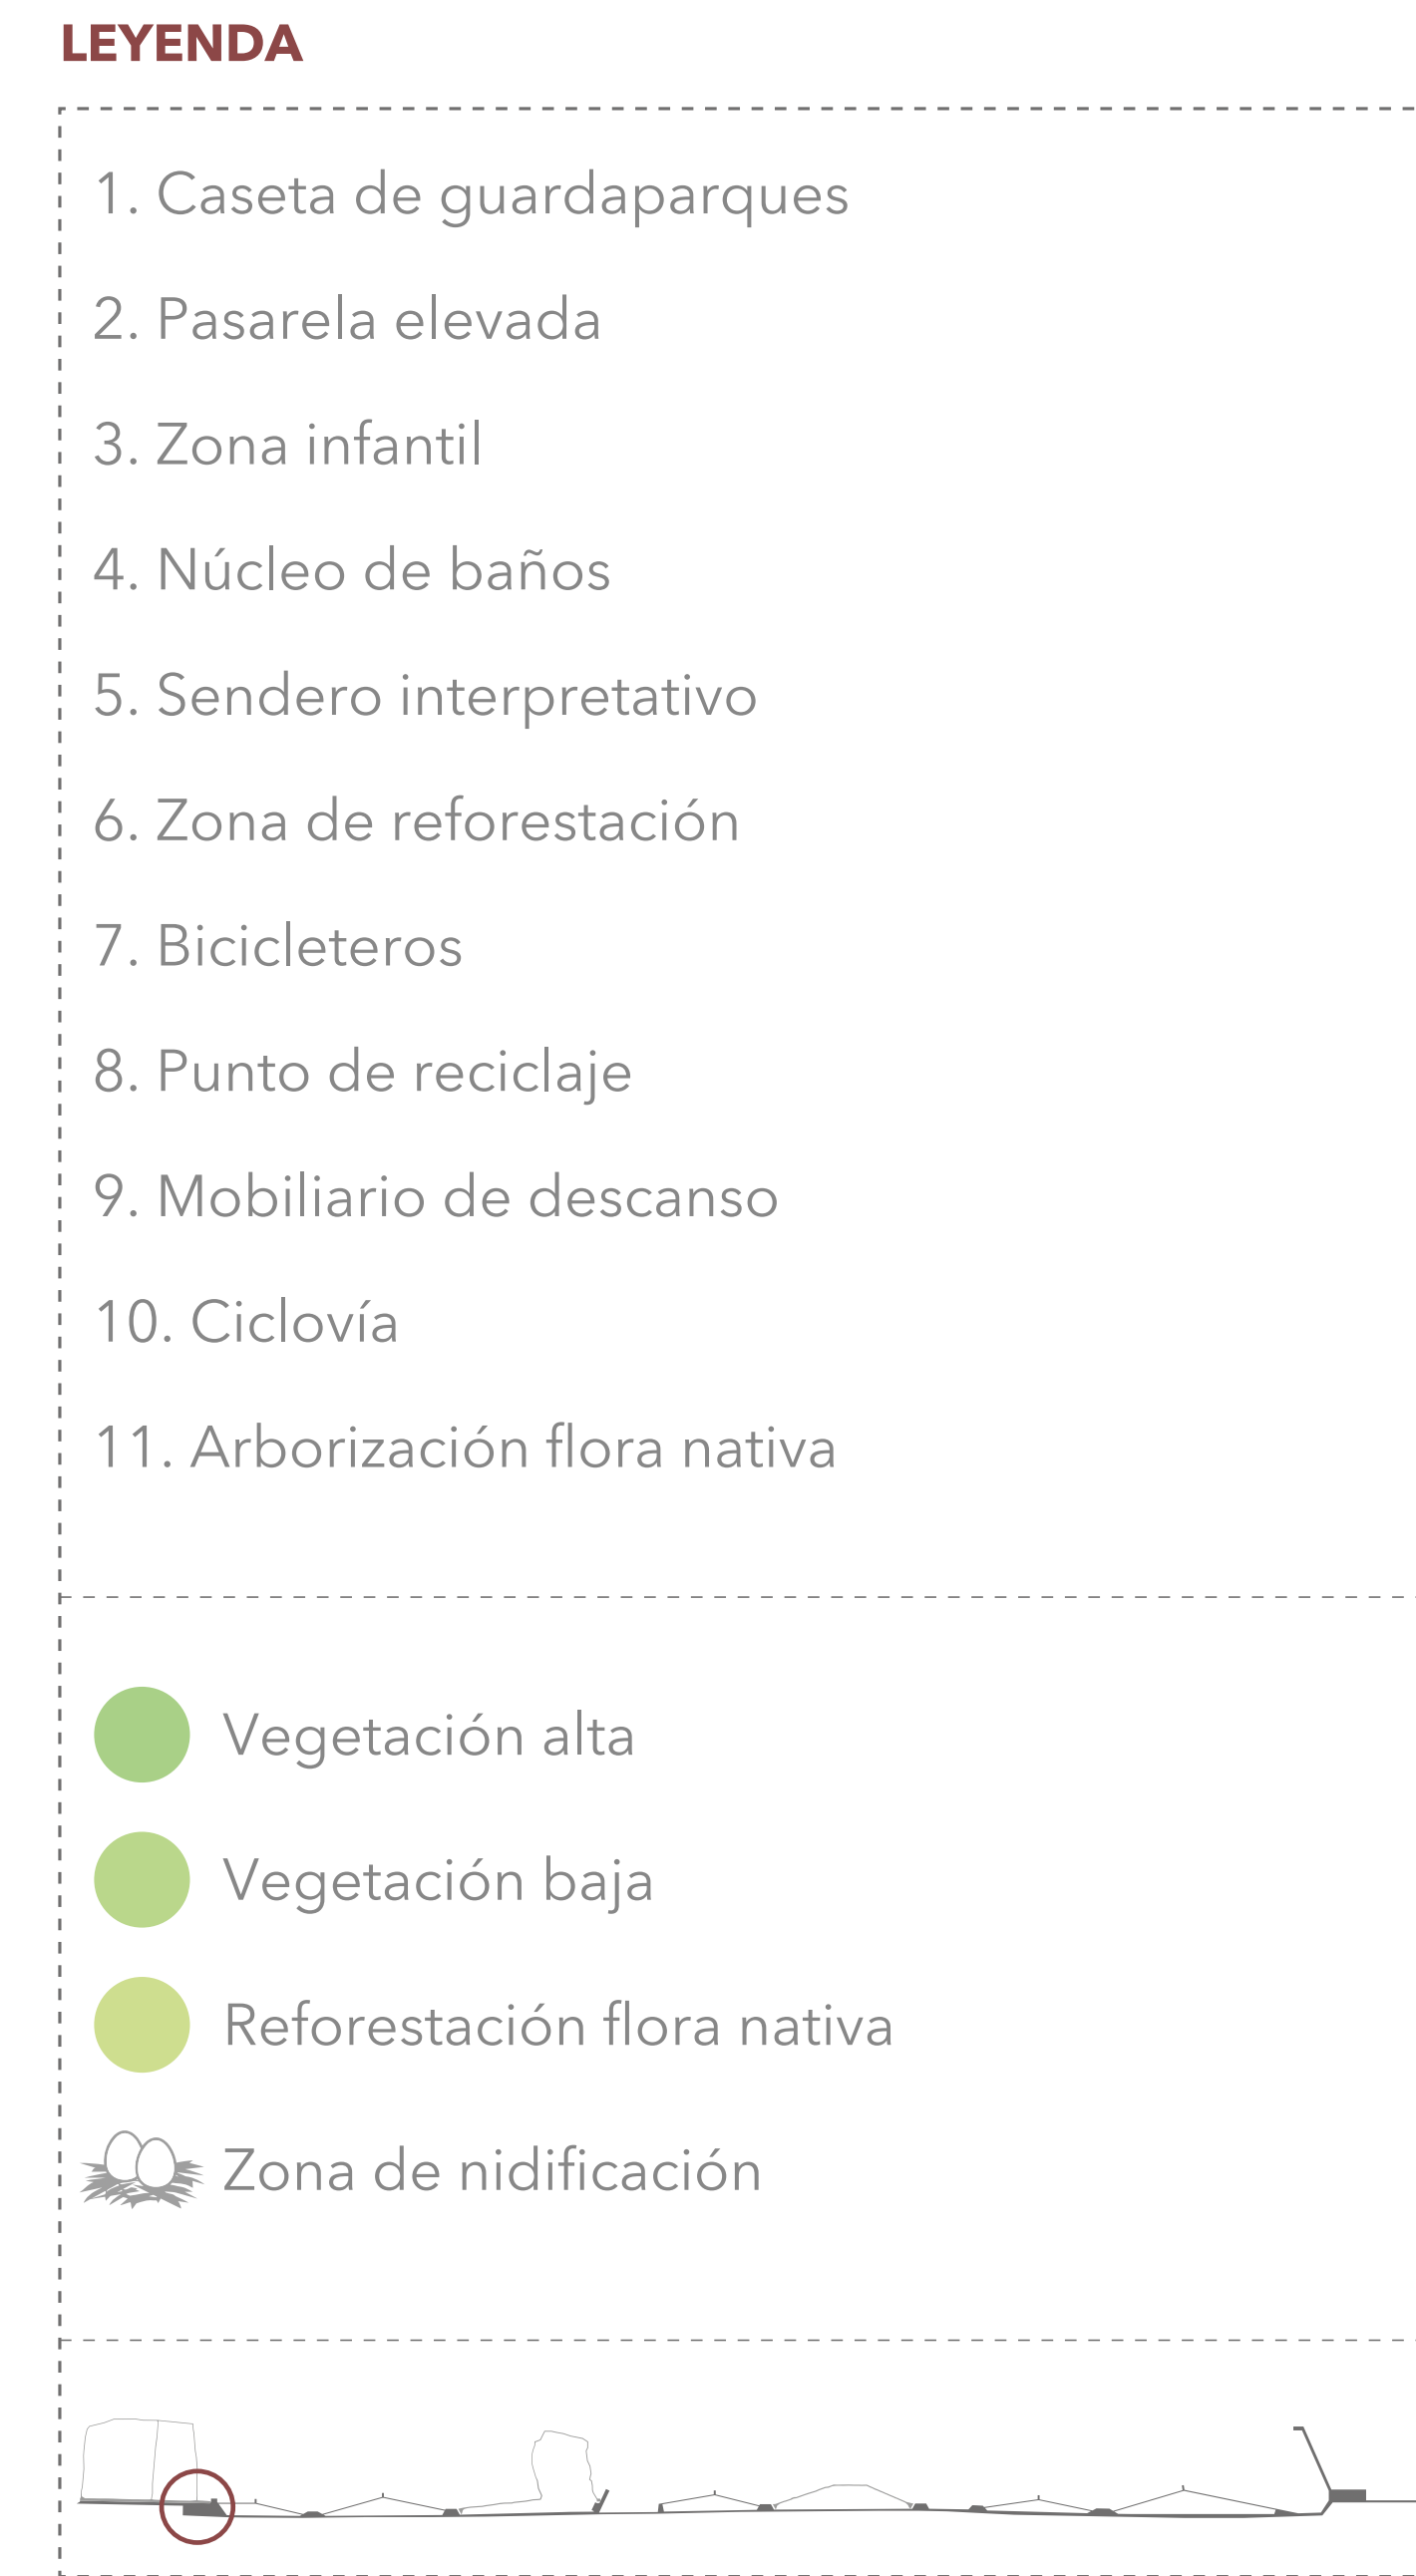 LEYENDA
1. Caseta de guardaparques
2. Pasarela elevada
3. Zona infantil
4. Núcleo de baños
5. Sendero interpretativo
6. Zona de reforestación
7. Bicicleteros
8. Punto de reciclaje
9. Mobiliario de descanso
10. Ciclovía
11. Arborización flora nativa
Vegetación alta
Vegetación baja
Reforestación flora nativa
Zona de nidificación